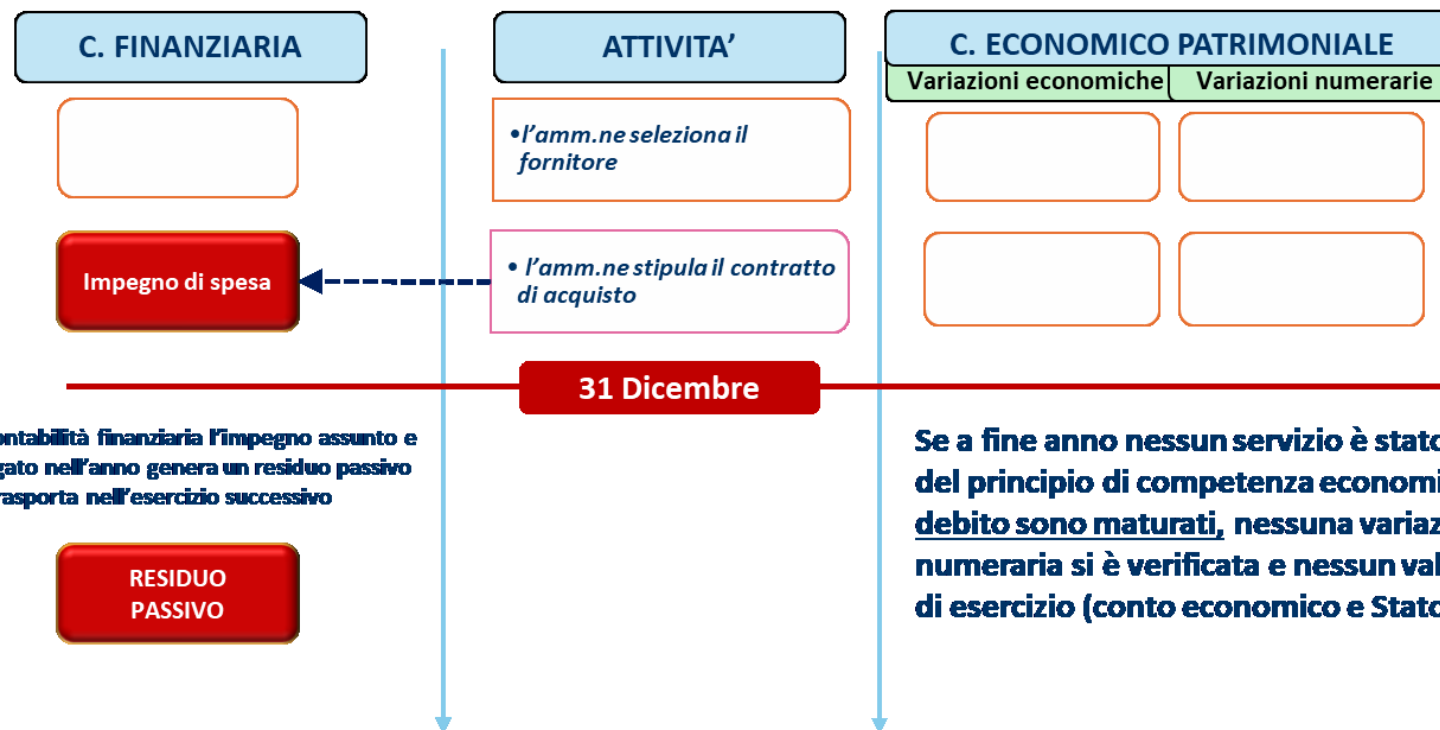 C. FINANZIARIA
ATTIVITA’
C. ECONOMICO PATRIMONIALE
Variazioni economiche
Variazioni numerarie
•l’amm.ne seleziona il
fornitore
Impegno di spesa
• l’amm.ne stipula il contratto
di acquisto
31 Dicembre
ontabilità finanziaria l’impegno assunto e
gato nell’anno genera un residuo passivo
rasporta nell’esercizio successivo
RESIDUO
PASSIVO
Se a fine anno nessun servizio è stato
del principio di competenza economi
debito sono maturati, nessuna variaz
numeraria si è verificata e nessun val
di esercizio (conto economico e Stato